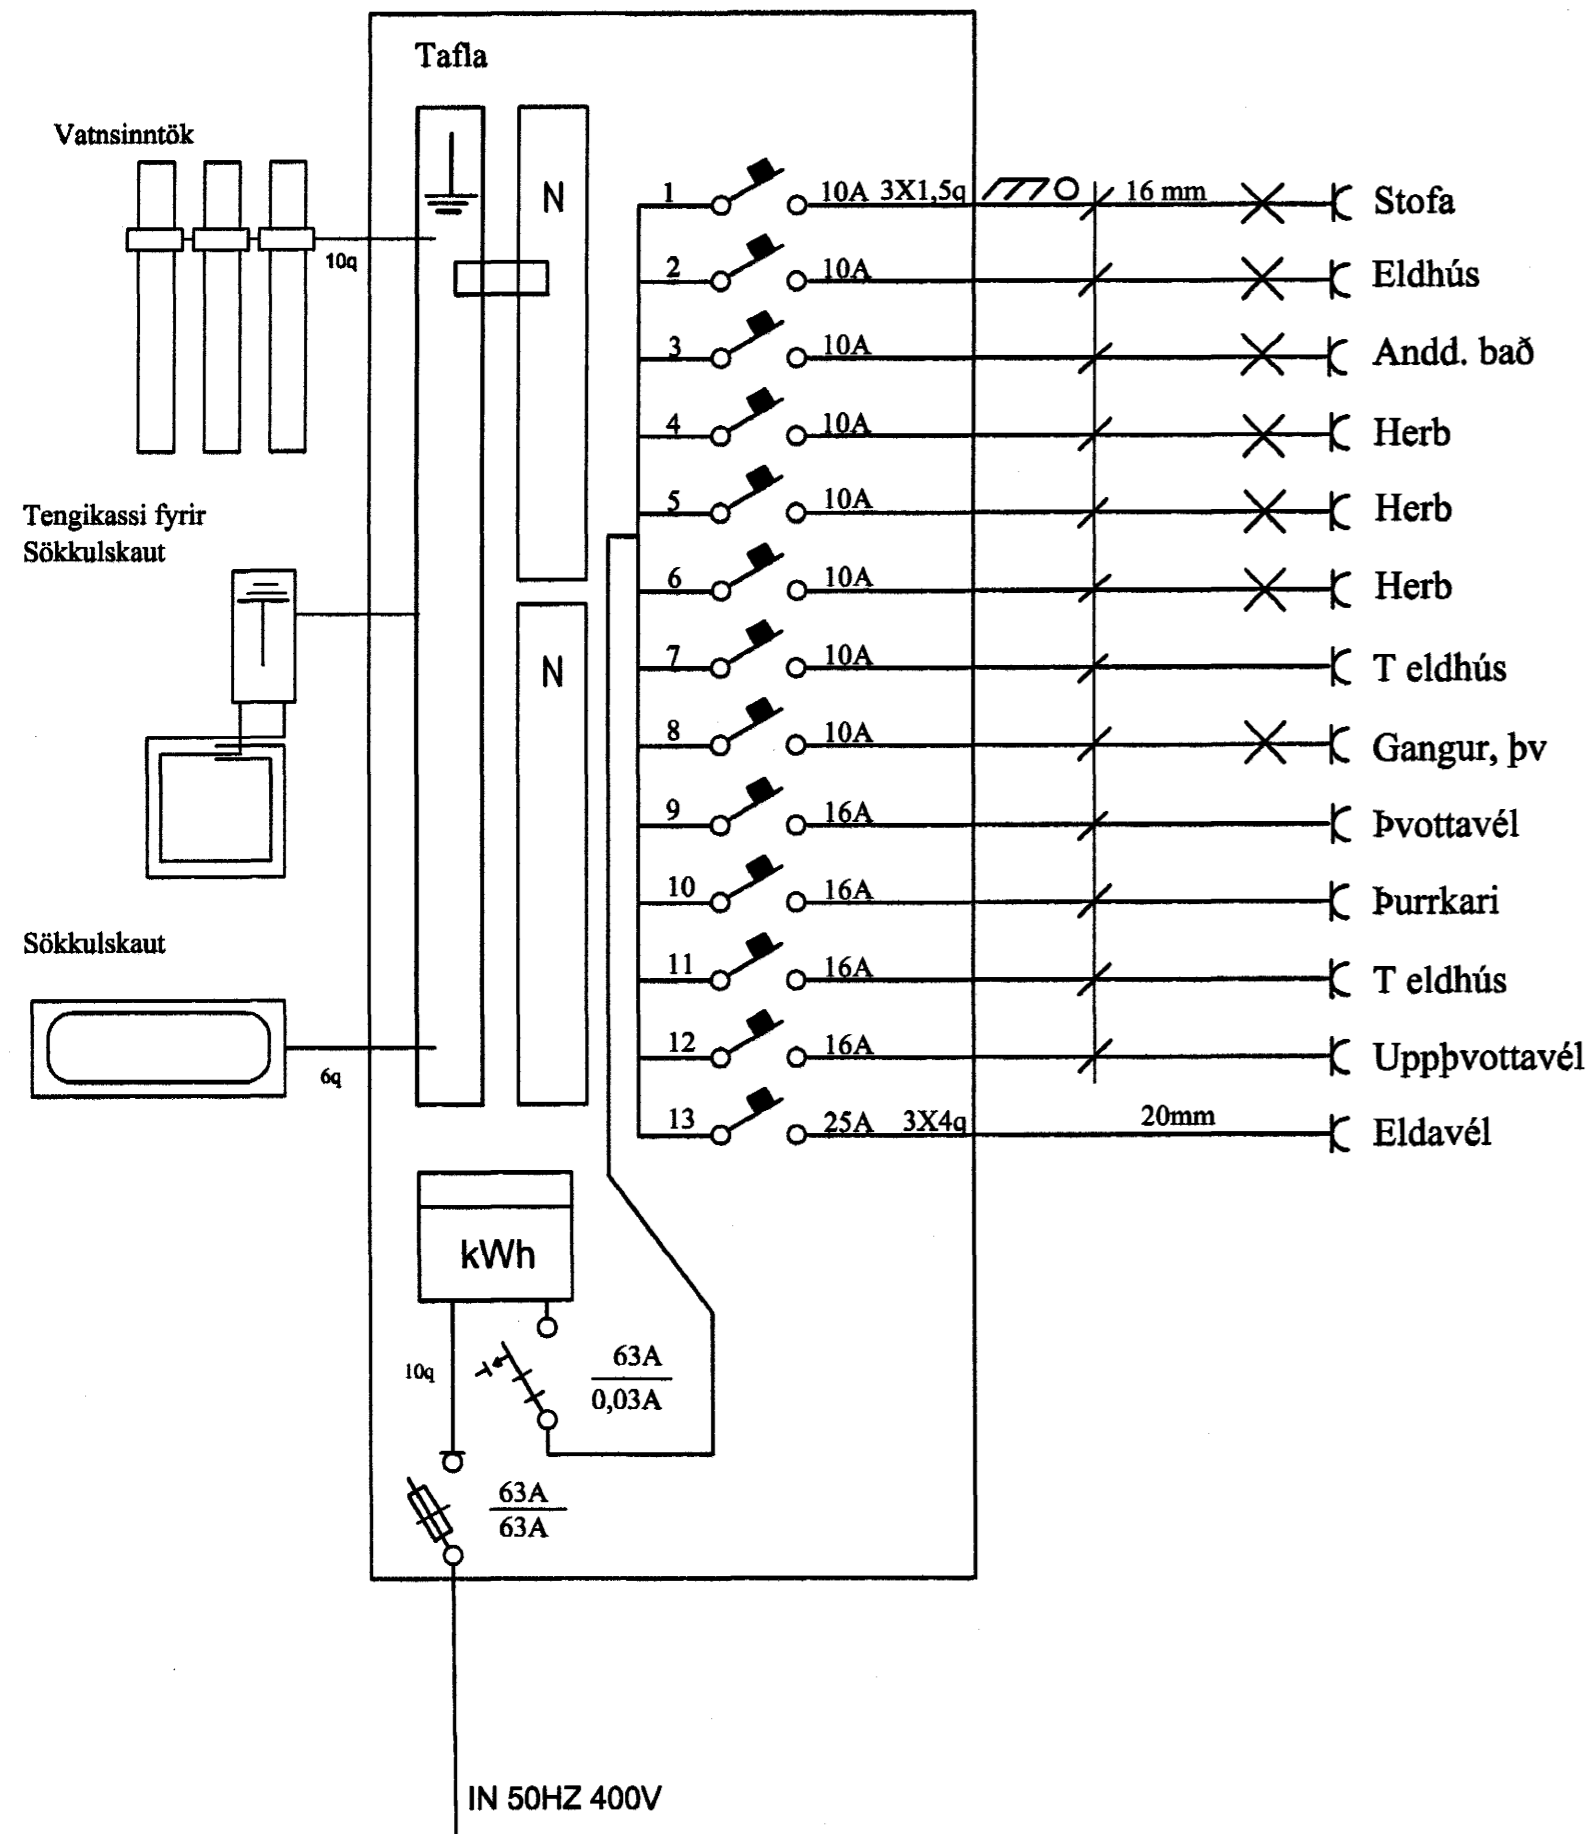 Tafla
Vatnsinntök
10q
N
1 10A 3X1,5q 16 mm Stofa
2 10A Eldhús
3 10A Andd. bað
4 10A Herb
5 10A Herb
6 10A Herb
7 10A T eldhús
8 10A Gangur, þv
9 16A Þvottavél
10 16A Þurrkari
11 16A T eldhús
12 16A Uppþvottavél
13 25A 3X4q 20mm Eldavél
Tengikassi fyrir
Sökkulskaut
N
Sökkulskaut
6q
kWh
10q
63A
0,03A
63A
63A
IN 50HZ 400V